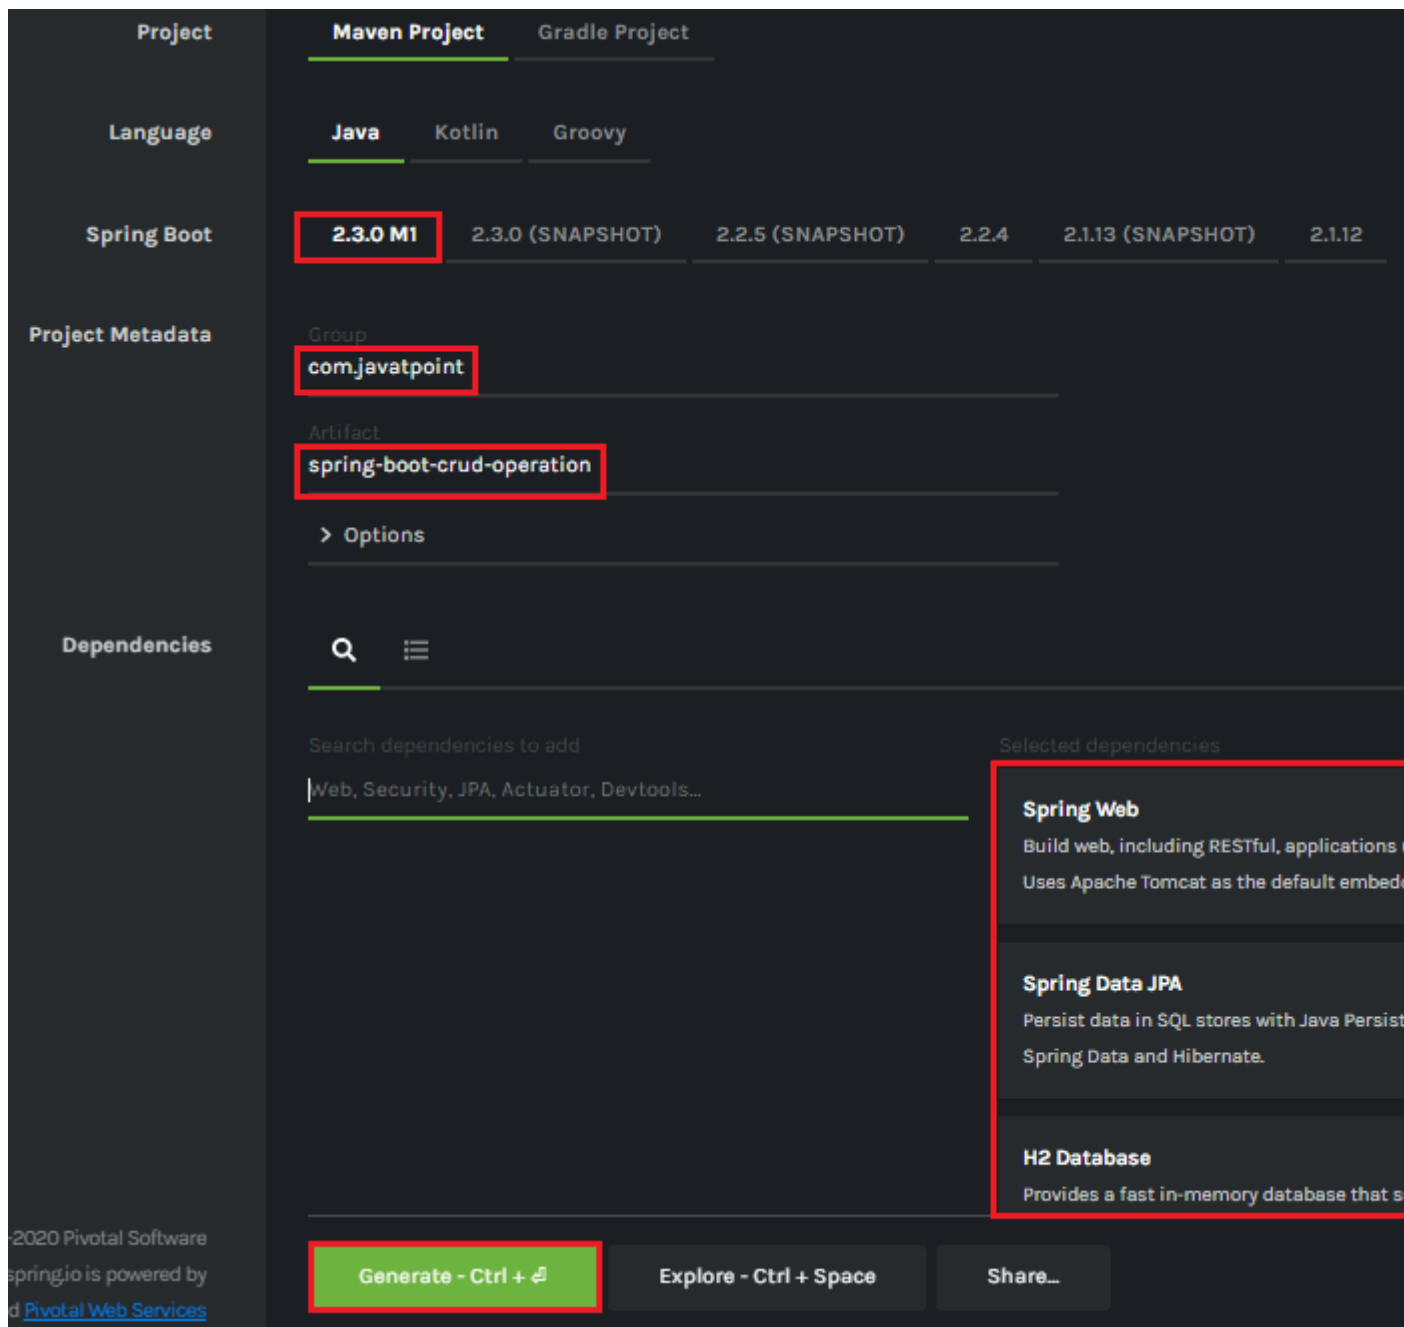 Project
Maven Project
Gradle Project
Language
Java
Kotlin
Groovy
Spring Boot
2.3.0 M1
2.3.0 (SNAPSHOT)
2.2.5 (SNAPSHOT)
2.2.4
2.1.13 (SNAPSHOT)
2.1.12
Project Metadata
Group
com.javatpoint
Artifact
spring-boot-crud-operation
Options
Dependencies
Search dependencies to add
Web, Security, JPA, Actuator, Devtools...
Selected dependencies
Spring Web
Build web, including RESTful, applications
Uses Apache Tomcat as the default
Spring Data JPA
Persist data in SQL stores with Java
Spring Data and Hibernate.
H2 Database
Provides a fast in-memory database that
-2020 Pivotal Software
spring.io is powered by
Pivotal Web Services
Generate - Ctrl + ⏎
Explore - Ctrl + Space
Share...